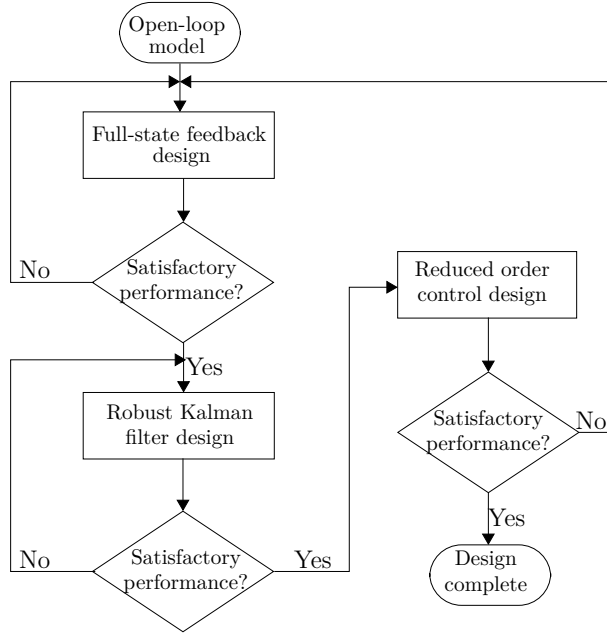 Open-loop
model
Full-state feedback
design
Satisfactory
performance?
No
Yes
Robust Kalman
filter design
Satisfactory
performance?
No
Yes
Reduced order
control design
Satisfactory
performance?
No
Yes
Design
complete